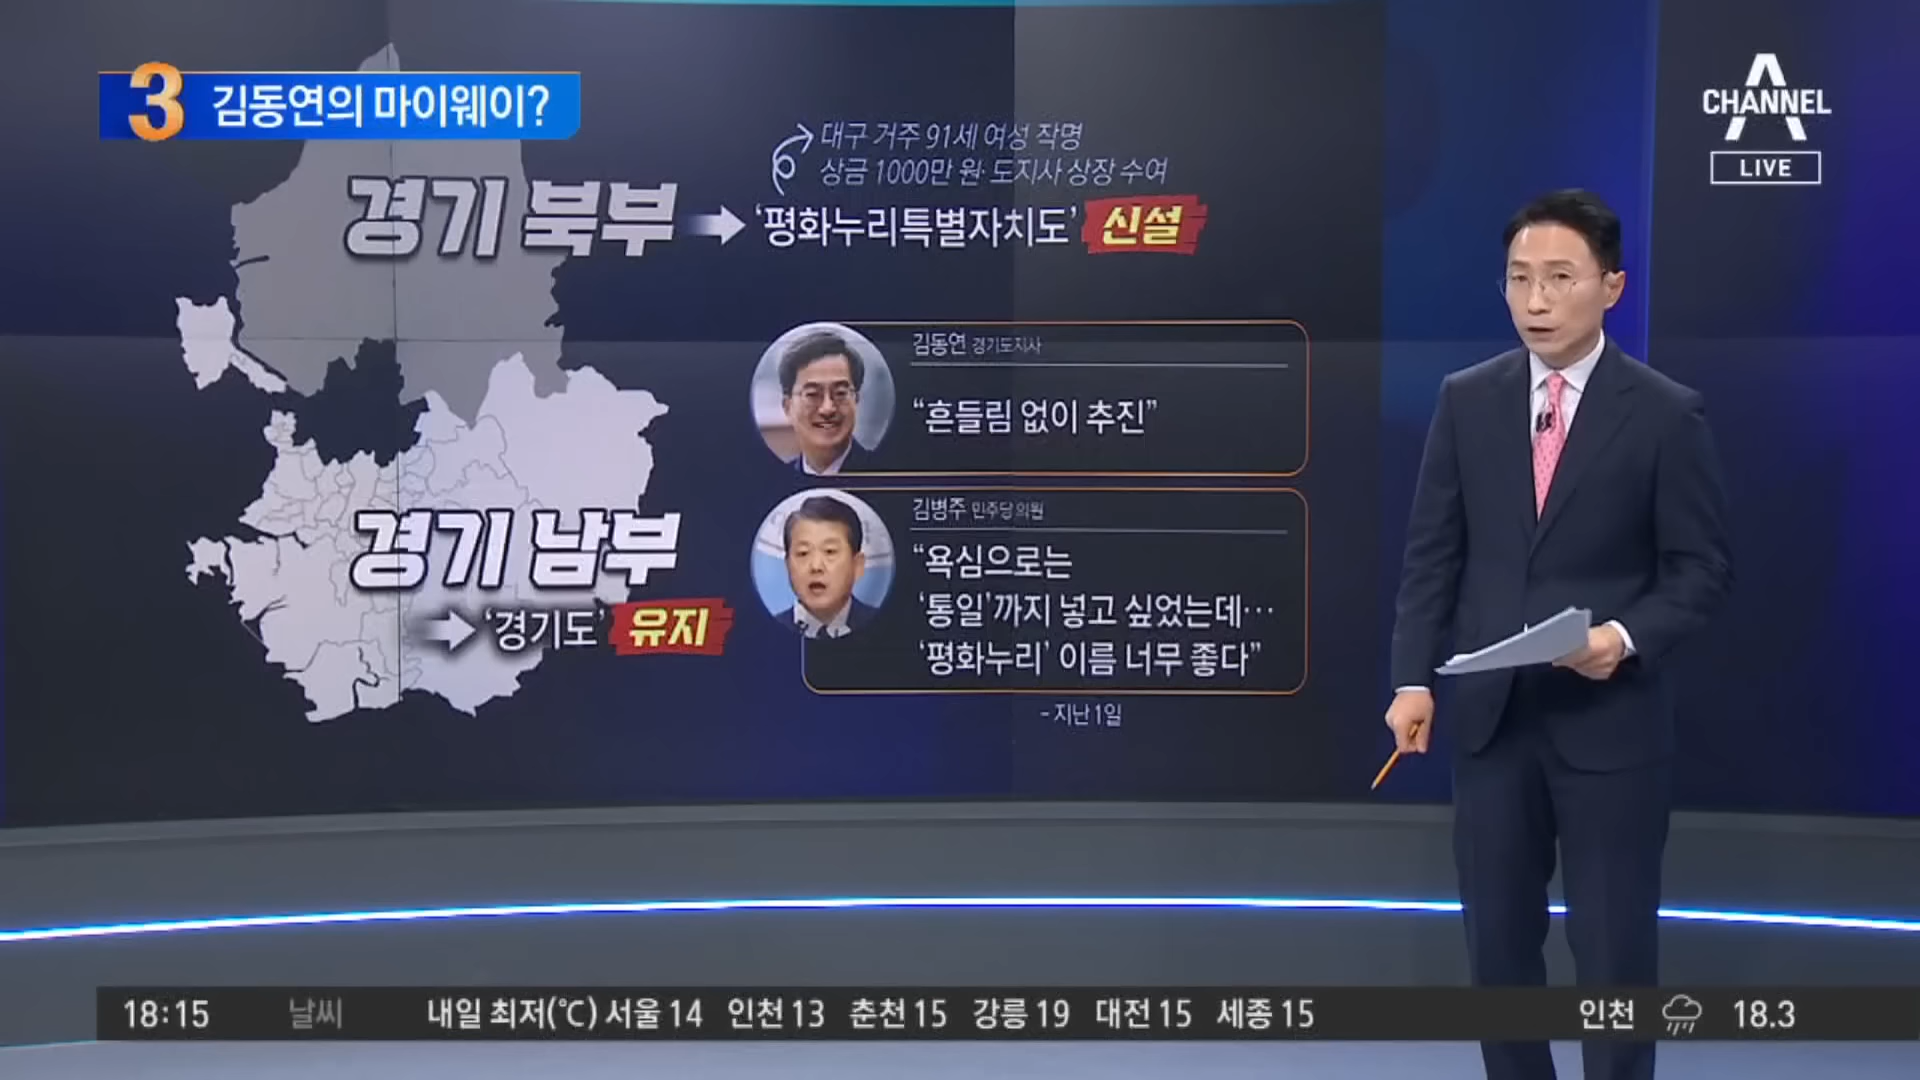 3 김동연의 마이웨이?
CHANNEL A
LIVE
대구 거주 91세 여성 작명
상금 1000만 원·도지사 상장 수여
경기 북부 → ‘평화누리특별자치도’ 신설
김동연 경기도지사
“흔들림 없이 추진”
경기 남부
→ ‘경기도’ 유지
김병주 민주당 의원
“욕심으로는
‘통일’까지 넣고 싶었는데…
‘평화누리’ 이름 너무 좋다”
- 지난 1일
18:15 날씨 내일 최저(℃) 서울 14 인천 13 춘천 15 강릉 19 대전 15 세종 15 인천 18.3